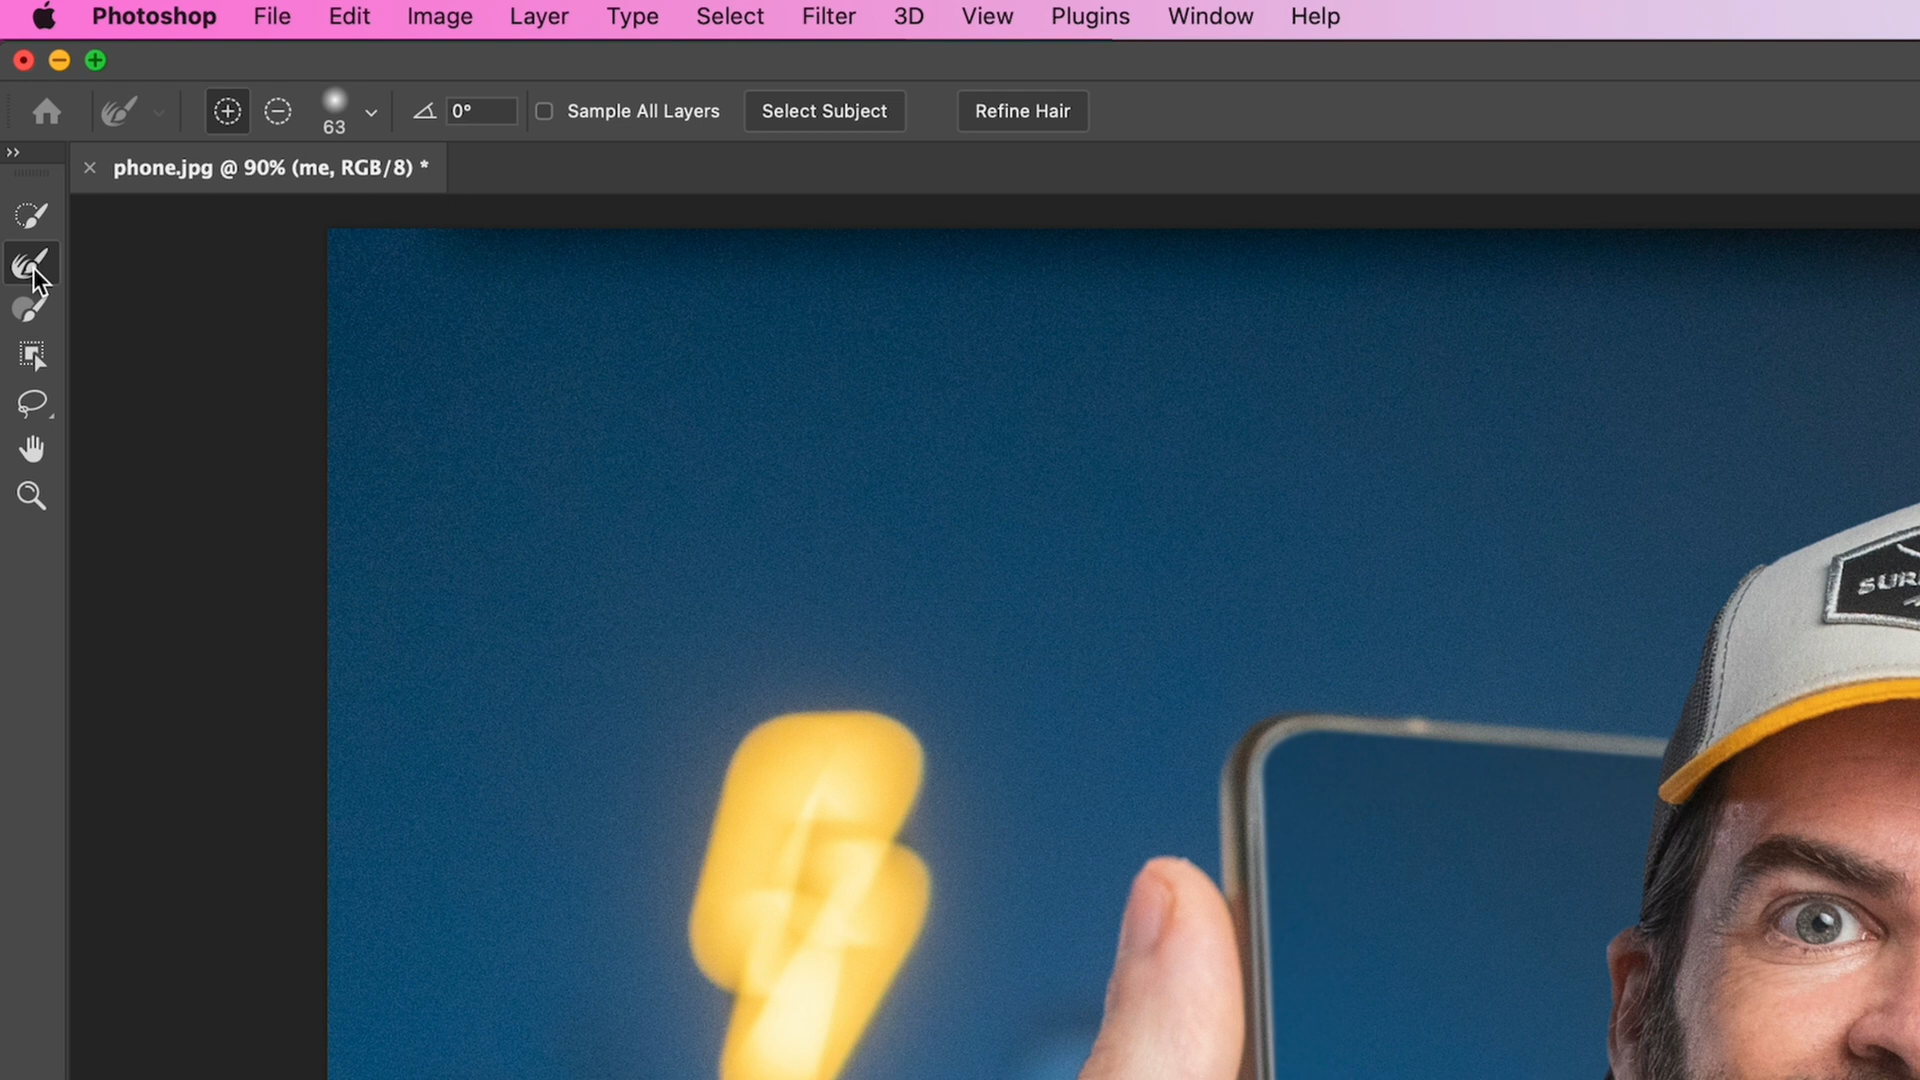 Photoshop File Edit Image Layer Type Select Filter 3D View Plugins Window Help
63 0° Sample All Layers Select Subject Refine Hair
phone.jpg @ 90% (me, RGB/8) *